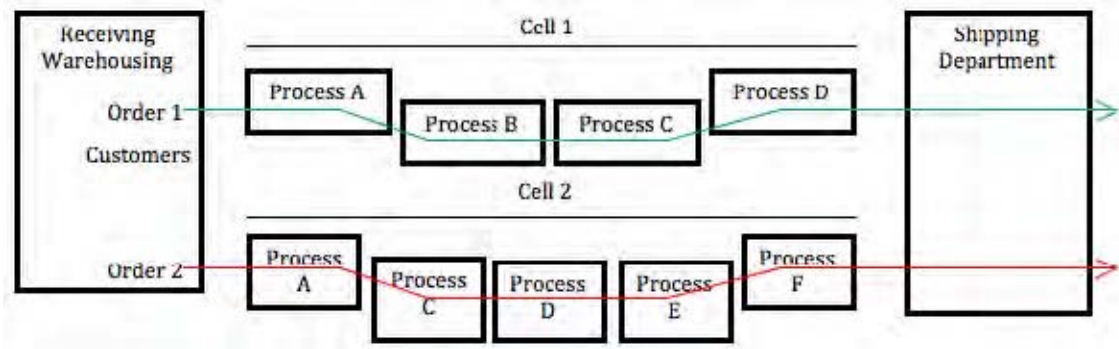 Receiving
Warehousing
Order 1
Customers
Order 2
Cell 1
Process A
Process B
Process C
Process D
Cell 2
Process
A
Process
C
Process
D
Process
E
Process
F
Shipping
Department